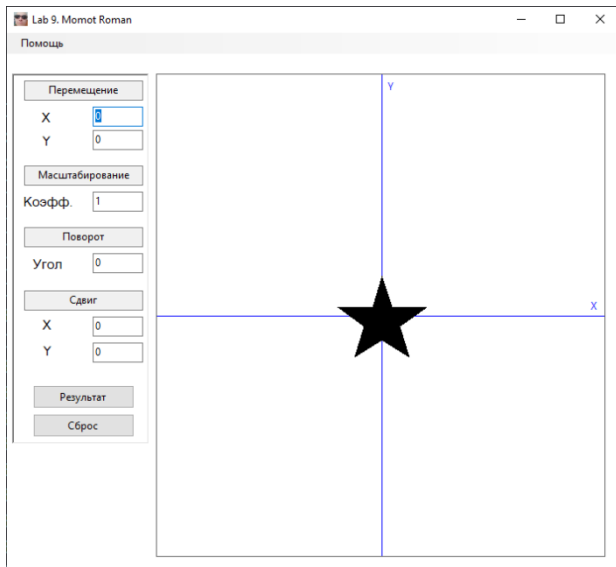 Lab 9. Momot Roman
Помощь
Перемещение
X 0
Y 0
Масштабирование
Коэфф. 1
Поворот
Угол 0
Сдвиг
X 0
Y 0
Результат
Сброс
Y
X